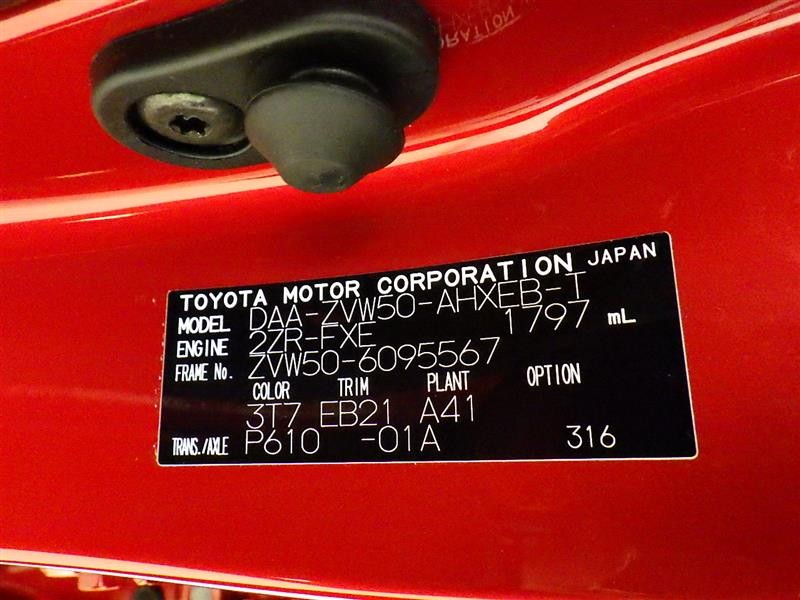 TOYOTA MOTOR CORPORATION JAPAN
MODEL DAA-ZVW50-AHXEB-T
ENGINE 2ZR-FXE 1797 mL
FRAME No. ZVW50-6095567
COLOR TRIM PLANT OPTION
3T7 EB21 A41
TRANS./AXLE P610 -01A 316